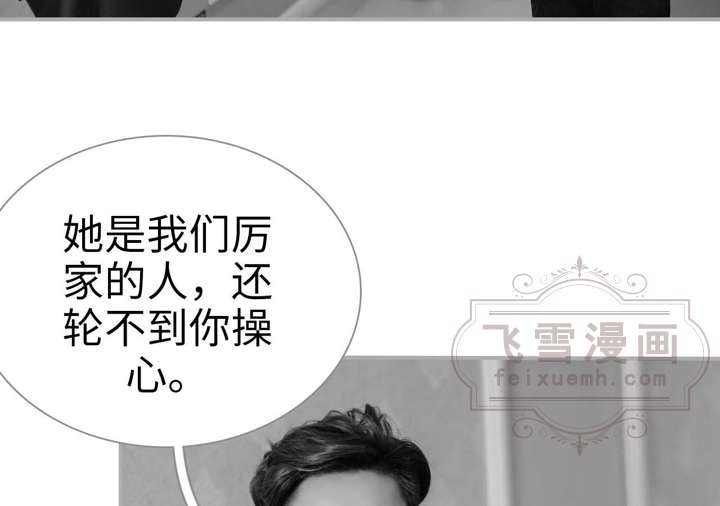 她是我们厉
家的人，还
轮不到你操
心。
飞雪漫画
feixuemh.com